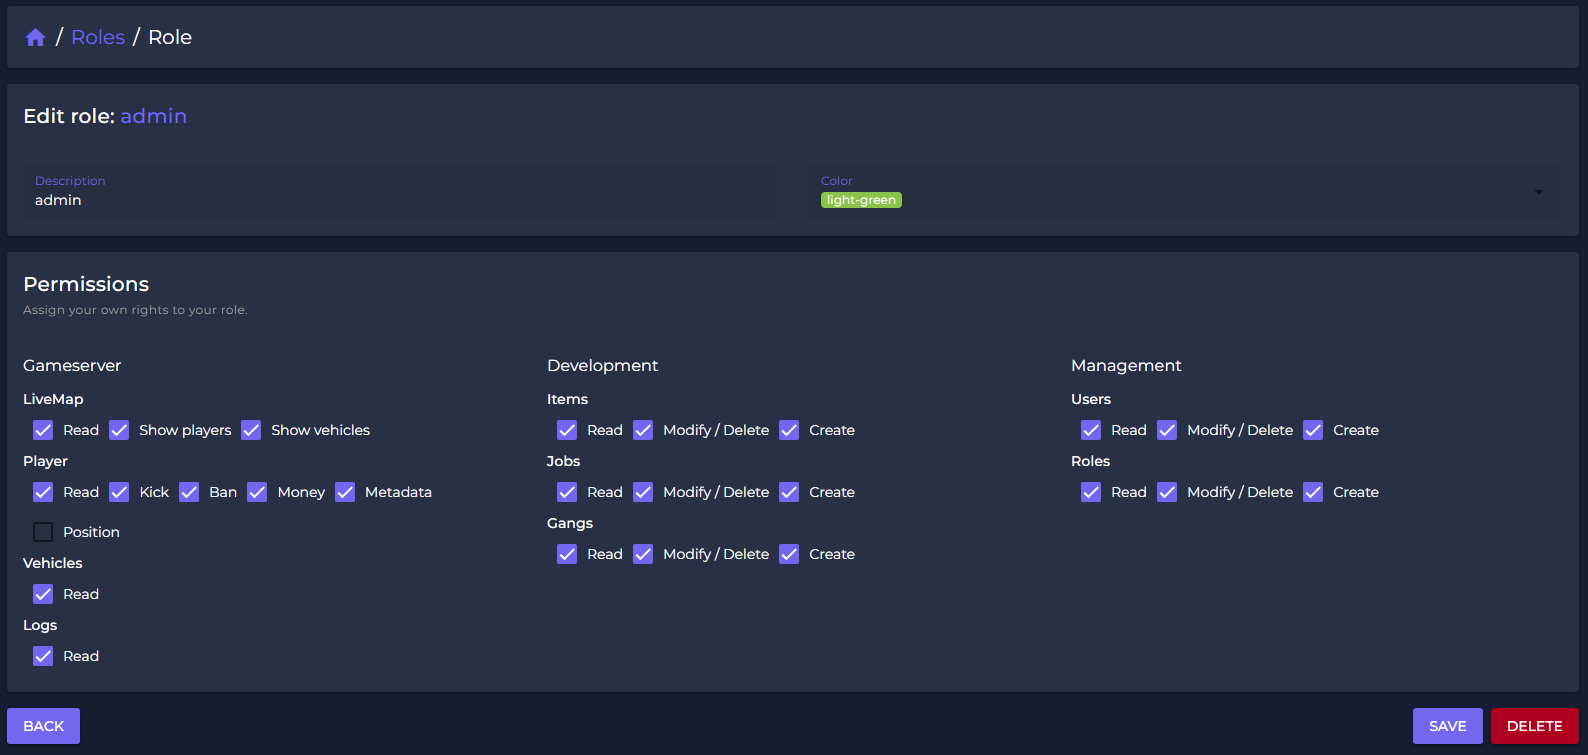 / Roles / Role
Edit role: admin
Description
admin
Color
light-green
Permissions
Assign your own rights to your role.
Gameserver
LiveMap
Read Show players Show vehicles
Player
Read Kick Ban Money Metadata
Position
Vehicles
Read
Logs
Read
Development
Items
Read Modify / Delete Create
Jobs
Read Modify / Delete Create
Gangs
Read Modify / Delete Create
Management
Users
Read Modify / Delete Create
Roles
Read Modify / Delete Create
BACK
SAVE
DELETE